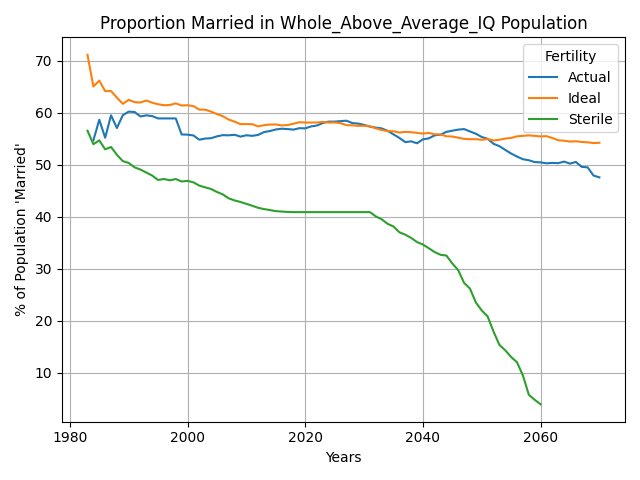 Proportion Married in Whole_Above_Average_IQ Population
% of Population 'Married'
70
60
50
40
30
20
10
Fertility
Actual
Ideal
Sterile
1980
2000
2020
2040
2060
Years